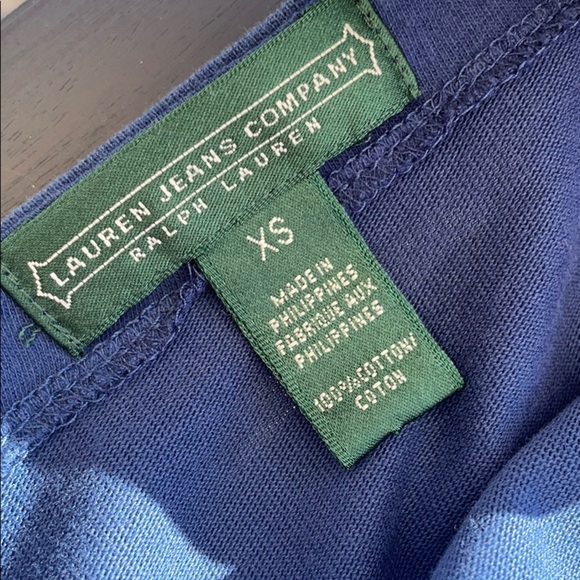 LAUREN JEANS COMPANY
RALPH LAUREN
XS
MADE IN
PHILIPPINES
FABRIQUE AUX
PHILIPPINES
100% COTTON/
COTON